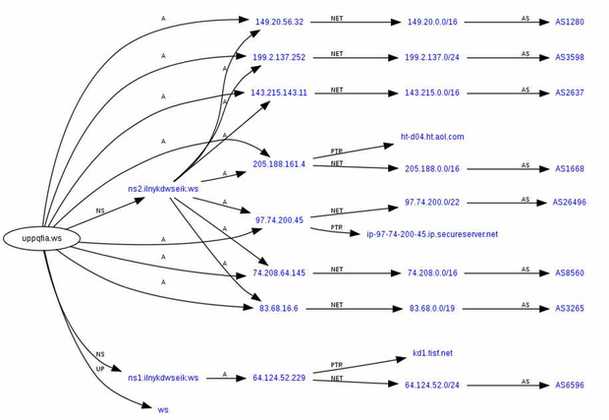 A 149.20.56.32 NET 149.20.0.0/16 AS AS1280
A 199.2.137.252 NET 199.2.137.0/24 AS AS3598
A A 143.215.143.11 NET 143.215.0.0/16 AS AS2637
A
PTR ht-d04.ht.aol.com
A 205.188.161.4 NET 205.188.0.0/16 AS AS1668
ns2.ilnykdwseik.ws A
NS A NET 97.74.200.0/22 AS AS26496
97.74.200.45
uppqfia.ws A PTR ip-97-74-200-45.ip.secureserver.net
A A 74.208.64.145 NET 74.208.0.0/16 AS AS8560
A A 83.68.16.6 NET 83.68.0.0/19 AS AS3265
NS PTR kd1.tisf.net
UP ns1.ilnykdwseik.ws A 64.124.52.229 NET 64.124.52.0/24 AS AS6596
ws